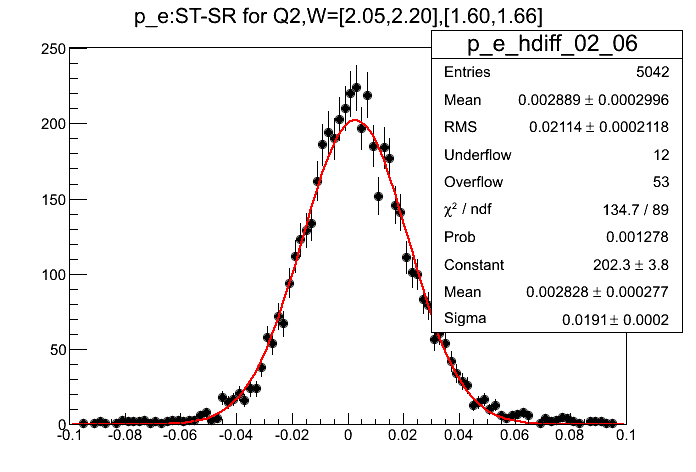 p_e:ST-SR for Q2,W=[2.05,2.20],[1.60,1.66]
p_e_hdiff_02_06
Entries 5042
Mean 0.002889 ± 0.0002996
RMS 0.02114 ± 0.0002118
Underflow 12
Overflow 53
χ² / ndf 134.7 / 89
Prob 0.001278
Constant 202.3 ± 3.8
Mean 0.002828 ± 0.000277
Sigma 0.0191 ± 0.0002
250
200
150
100
50
0
-0.1 -0.08 -0.06 -0.04 -0.02 0 0.02 0.04 0.06 0.08 0.1